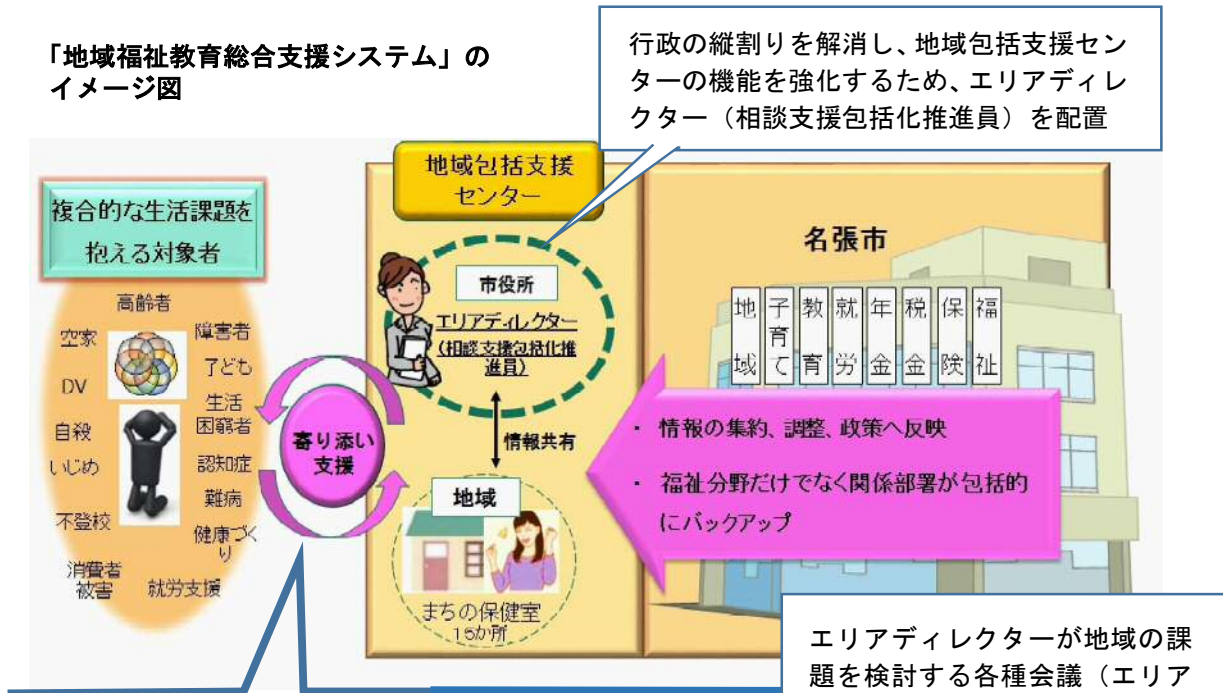 「地域福祉教育総合支援システム」の
イメージ図
行政の縦割りを解消し、地域包括支援セン
ターの機能を強化するため、エリアディレ
クター（相談支援包括化推進員）を配置
複合的な生活課題を
抱える対象者
高齢者
空家
障害者
子ども
DV
生活
困窮者
自殺
いじめ
認知症
難病
不登校
健康づく
り
消費者
被害
就労支援
寄り添い
支援
地域包括支援
センター
市役所
エリアディレクター
（相談支援包括化推
進員）
情報共有
地域
まちの保健室
15か所
名張市
地域
子育て
教育
就労
年金
税金
保険
福祉
・ 情報の集約、調整、政策へ反映
・ 福祉分野だけでなく関係部署が包括的
にバックアップ
エリアディレクターが地域の課
題を検討する各種会議（エリア